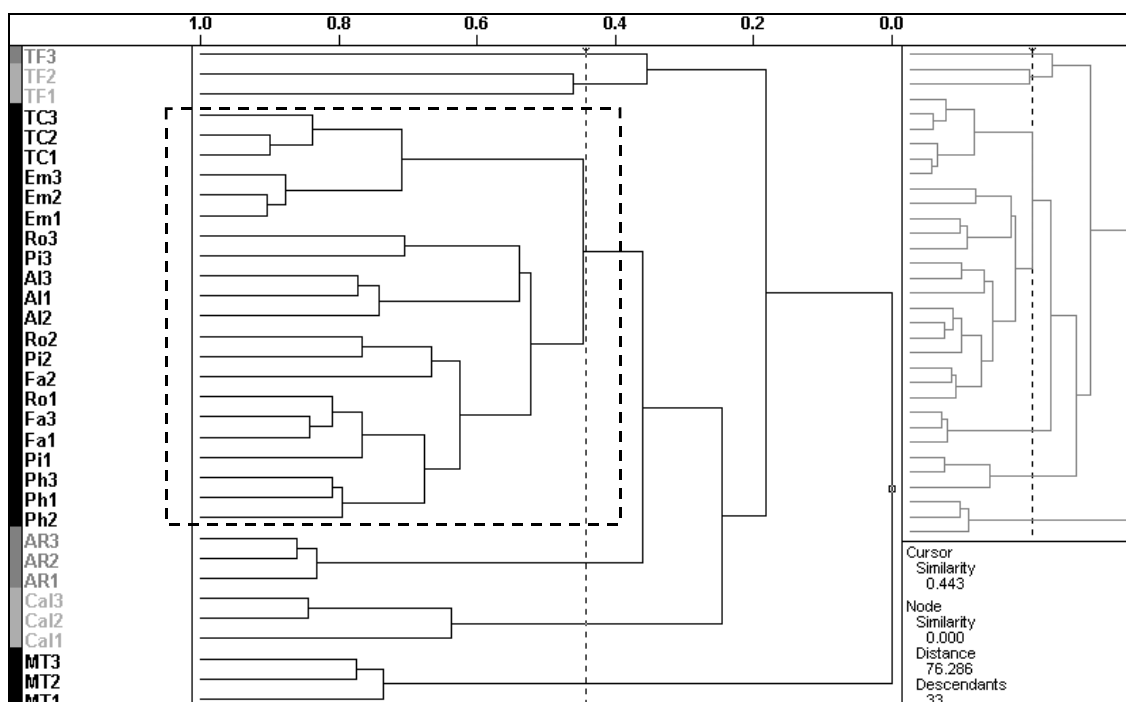 1.0 0.8 0.6 0.4 0.2 0.0
TF3
TF2
TF1
TC3
TC2
TC1
Em3
Em2
Em1
Ro3
Pi3
Al3
Al1
Al2
Ro2
Pi2
Fa2
Ro1
Fa3
Fa1
Pi1
Ph3
Ph1
Ph2
AR3
AR2
AR1
Cal3
Cal2
Cal1
MT3
MT2
MT1
Cursor
Similarity
0.443
Node
Similarity
0.000
Distance
76.286
Descendants
33